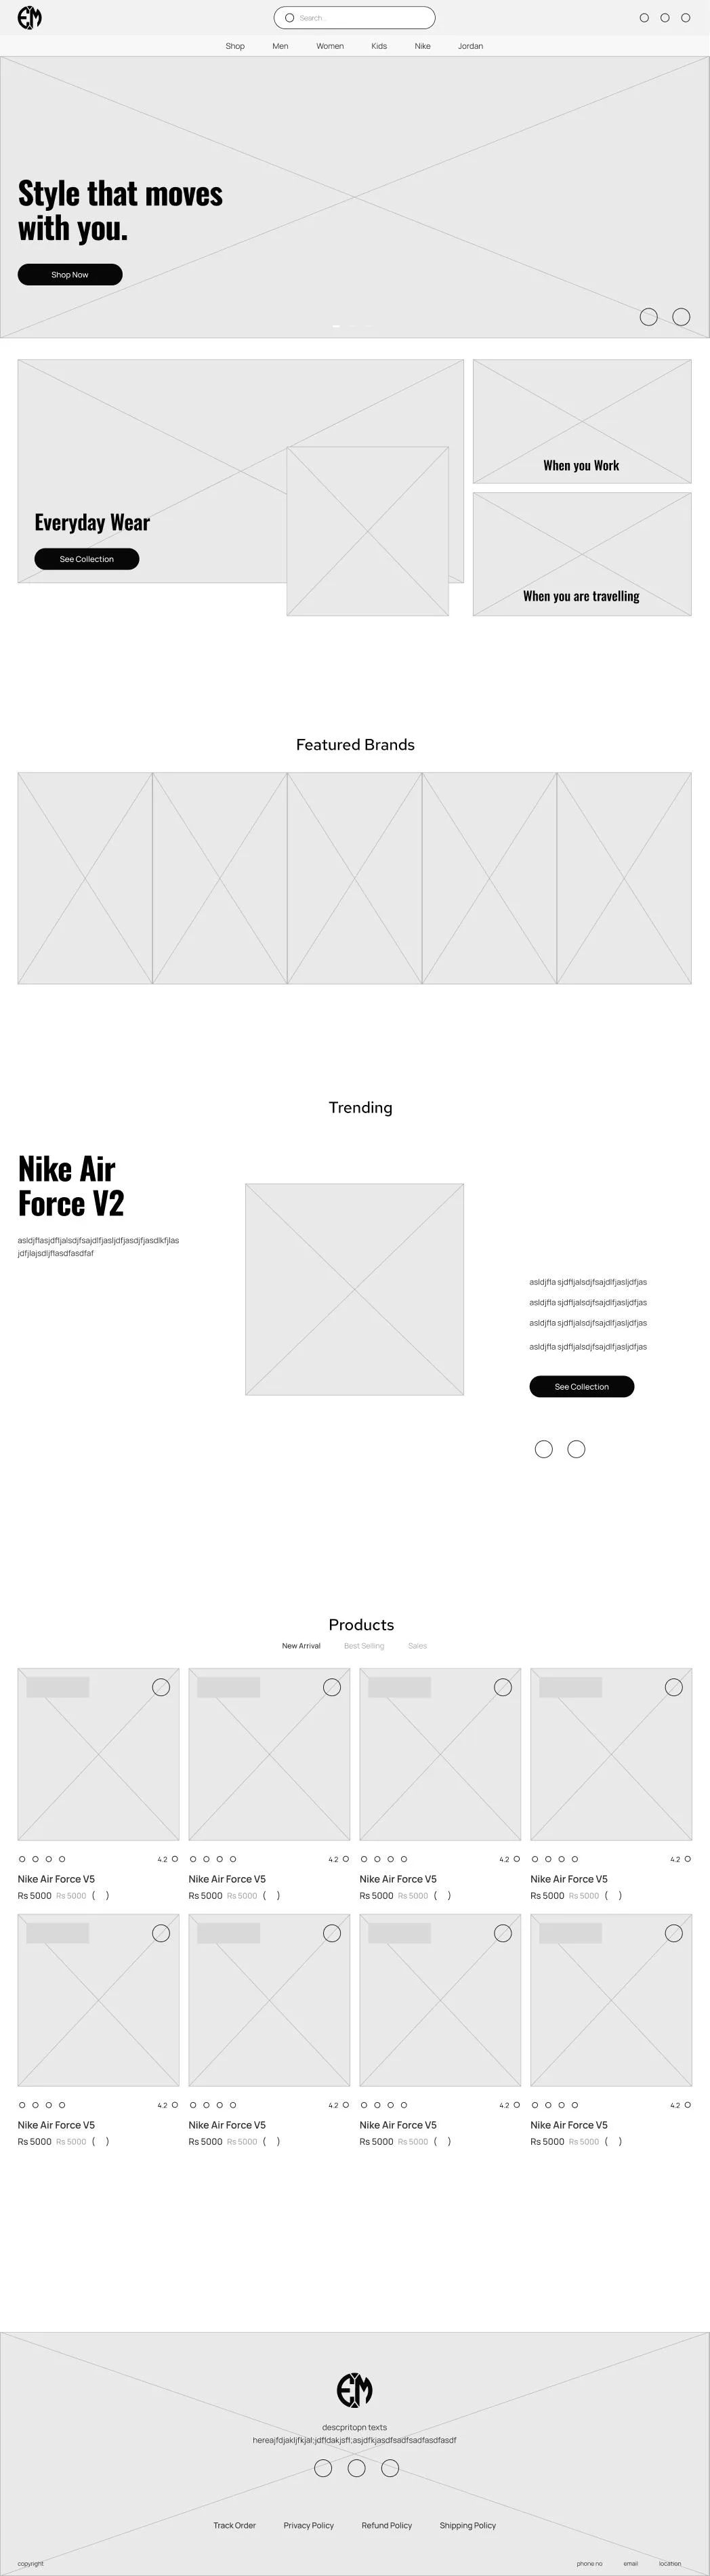 EM
Search..
Shop Men Women Kids Nike Jordan
Style that moves
with you.
Shop Now
Everyday Wear
See Collection
When you Work
When you are travelling
Featured Brands
Trending
Nike Air
Force V2
asldjflasjdfljalsdjfsajdlfjasljdfjasdjfjasdlkfjlas
jdfjlajsdljflasdfasdfaf
asldjfla sjdfljalsdjfsajdlfjasljdfjas
asldjfla sjdfljalsdjfsajdlfjasljdfjas
asldjfla sjdfljalsdjfsajdlfjasljdfjas
asldjfla sjdfljalsdjfsajdlfjasljdfjas
See Collection
Products
New Arrival Best Selling Sales
4.2 4.2 4.2 4.2
Nike Air Force V5 Nike Air Force V5 Nike Air Force V5 Nike Air Force V5
Rs 5000 Rs 5000 ( ) Rs 5000 Rs 5000 ( ) Rs 5000 Rs 5000 ( ) Rs 5000 Rs 5000 ( )
4.2 4.2 4.2 4.2
Nike Air Force V5 Nike Air Force V5 Nike Air Force V5 Nike Air Force V5
Rs 5000 Rs 5000 ( ) Rs 5000 Rs 5000 ( ) Rs 5000 Rs 5000 ( ) Rs 5000 Rs 5000 ( )
EM
descpritopn texts
hereajfdjakljfkjal;jdfldakjsfl;asjdfkjasdfsadfsadfasdfasdf
Track Order Privacy Policy Refund Policy Shipping Policy
copyright phone no email location